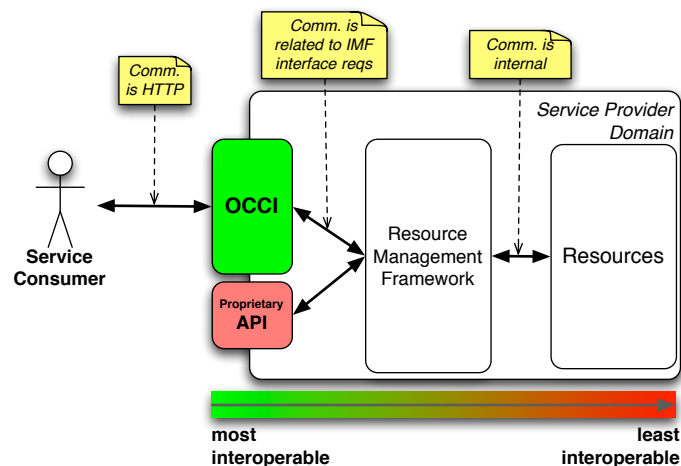 Comm.
is HTTP
Comm. is
related to IMF
interface reqs
Comm. is
internal
Service Provider
Domain
OCCI
Service
Consumer
Proprietary
API
Resource
Management
Framework
Resources
most
interoperable
least
interoperable